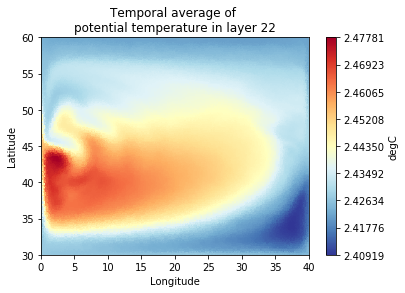 Temporal average of
potential temperature in layer 22
60
55
50
45
40
35
30
Latitude
0 5 10 15 20 25 30 35 40
Longitude
2.47781
2.46923
2.46065
2.45208
2.44350
2.43492
2.42634
2.41776
2.40919
degC